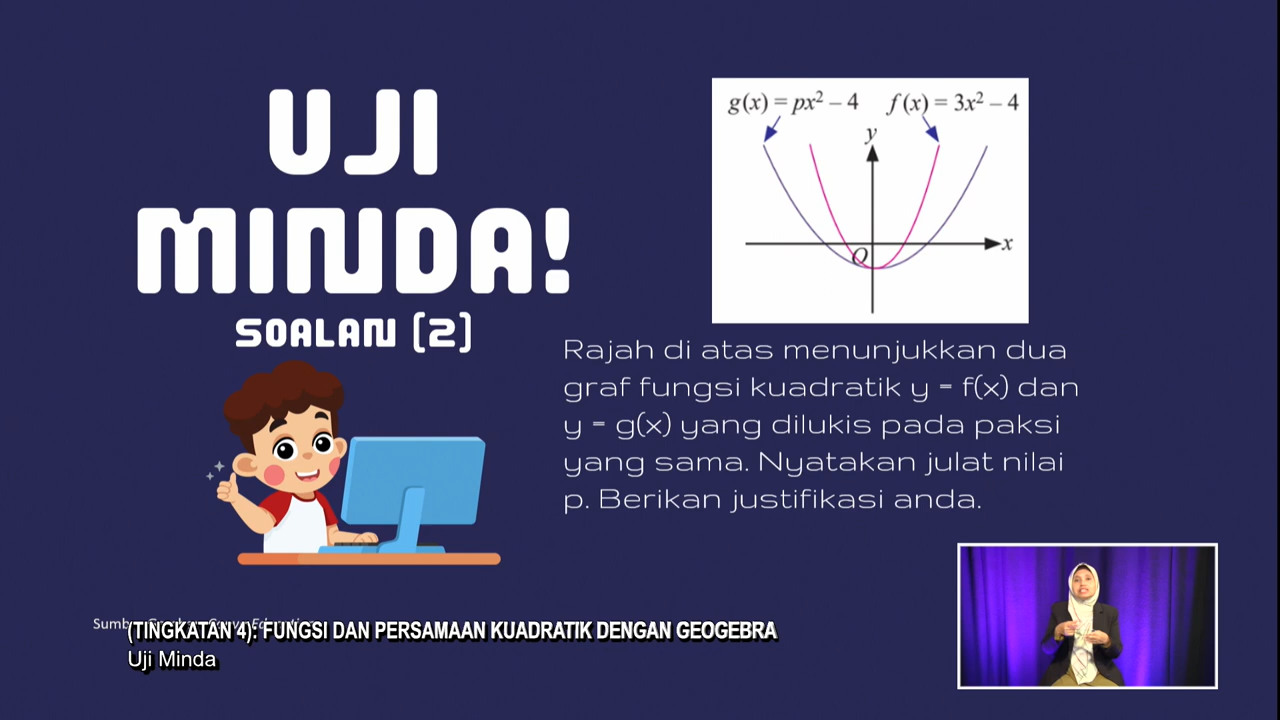 UJI
MINDA!
SOALAN (2)
g(x) = px² – 4 f(x) = 3x² – 4
y
x
O
Rajah di atas menunjukkan dua
graf fungsi kuadratik y = f(x) dan
y = g(x) yang dilukis pada paksi
yang sama. Nyatakan julat nilai
p. Berikan justifikasi anda.
(TINGKATAN 4): FUNGSI DAN PERSAMAAN KUADRATIK DENGAN GEOGEBRA
Uji Minda